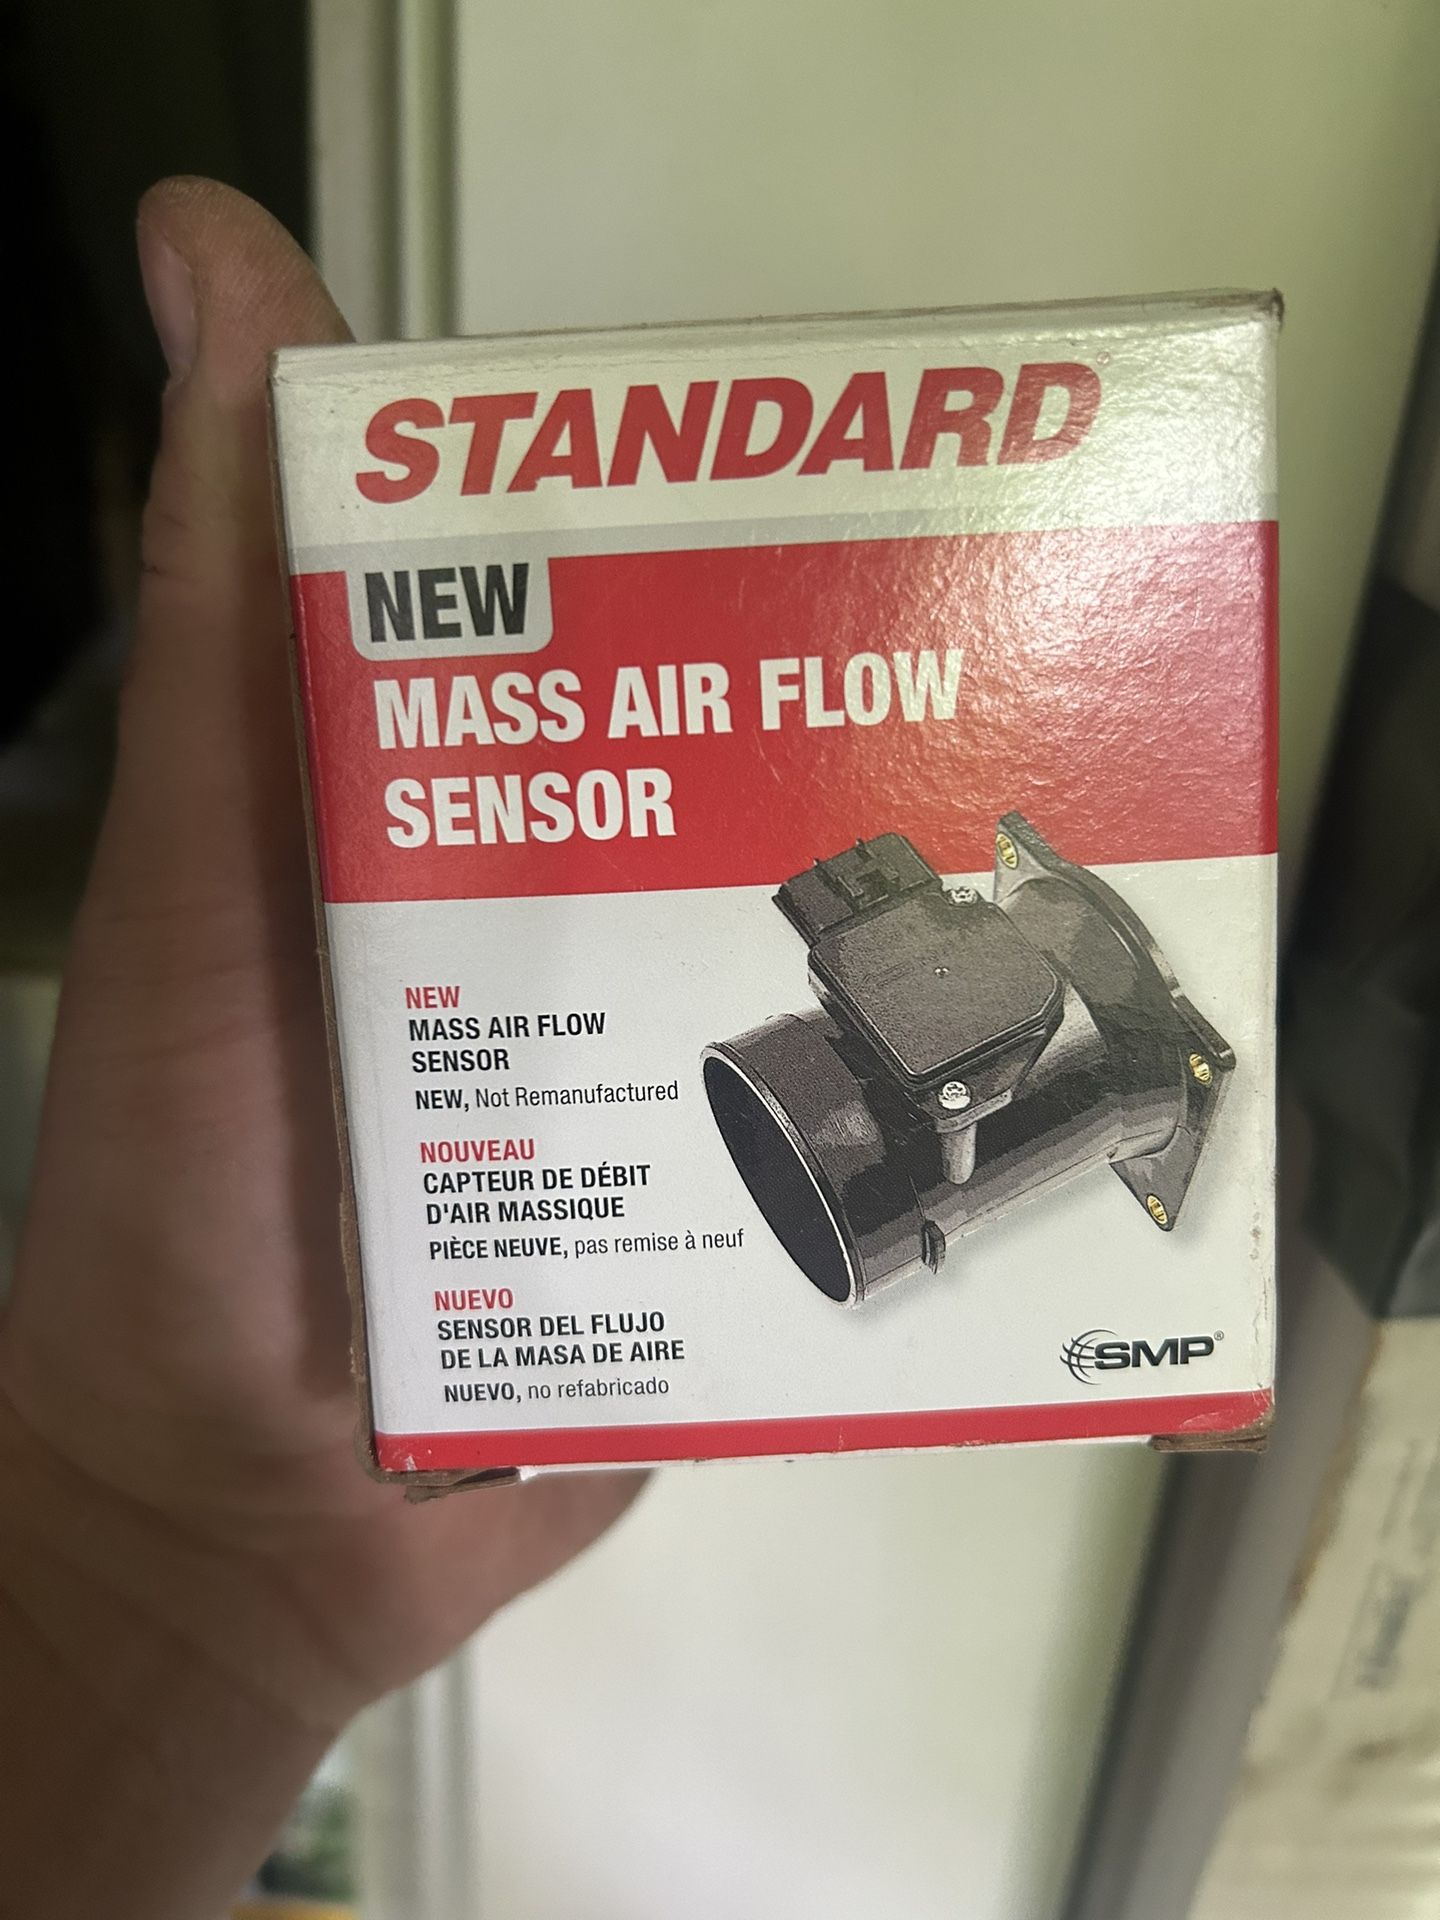 STANDARD®
NEW
MASS AIR FLOW
SENSOR
NEW
MASS AIR FLOW
SENSOR
NEW, Not Remanufactured
NOUVEAU
CAPTEUR DE DÉBIT
D'AIR MASSIQUE
PIÈCE NEUVE, pas remise à neuf
NUEVO
SENSOR DEL FLUJO
DE LA MASA DE AIRE
NUEVO, no refabricado
SMP®